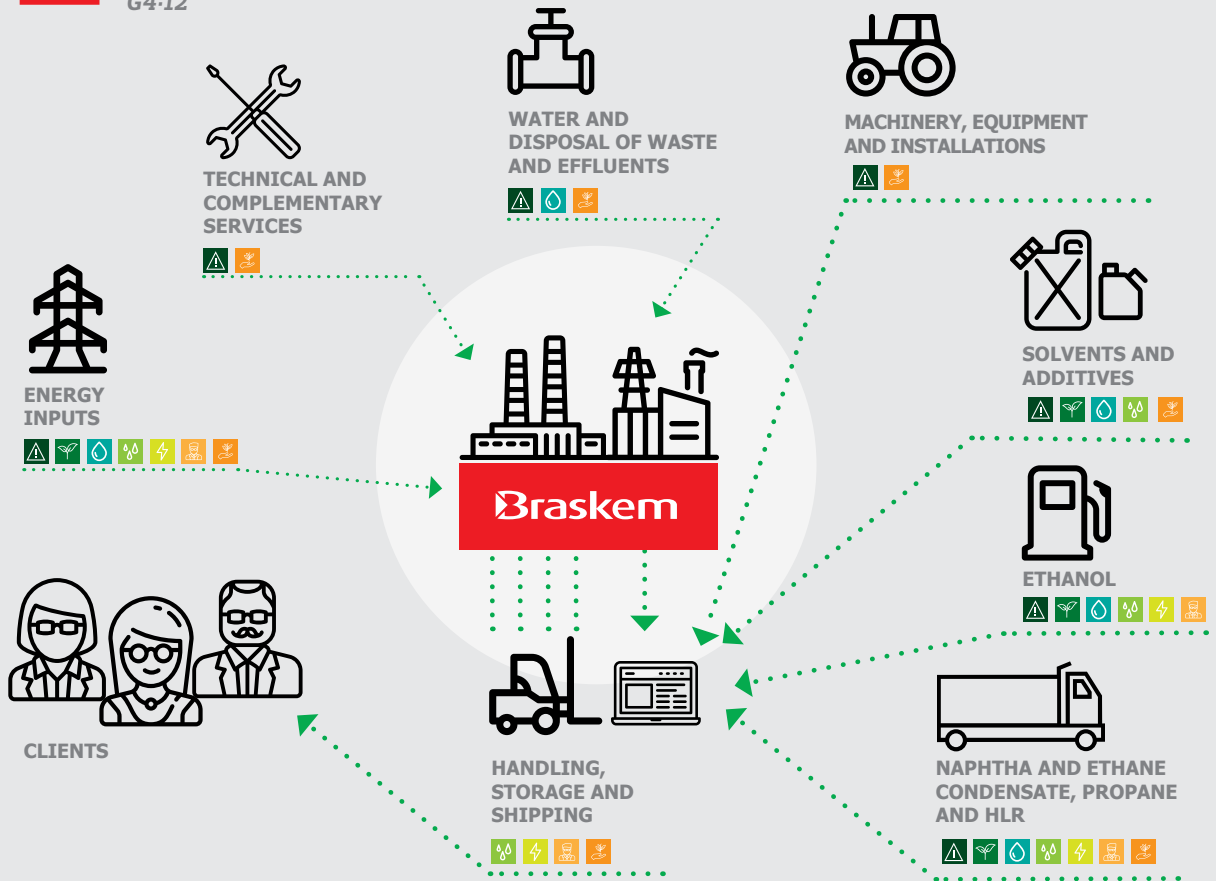 G4-12
WATER AND
DISPOSAL OF WASTE
AND EFFLUENTS
MACHINERY, EQUIPMENT
AND INSTALLATIONS
TECHNICAL AND
COMPLEMENTARY
SERVICES
SOLVENTS AND
ADDITIVES
ENERGY
INPUTS
Braskem
ETHANOL
CLIENTS
HANDLING,
STORAGE AND
SHIPPING
NAPHTHA AND ETHANE
CONDENSATE, PROPANE
AND HLR